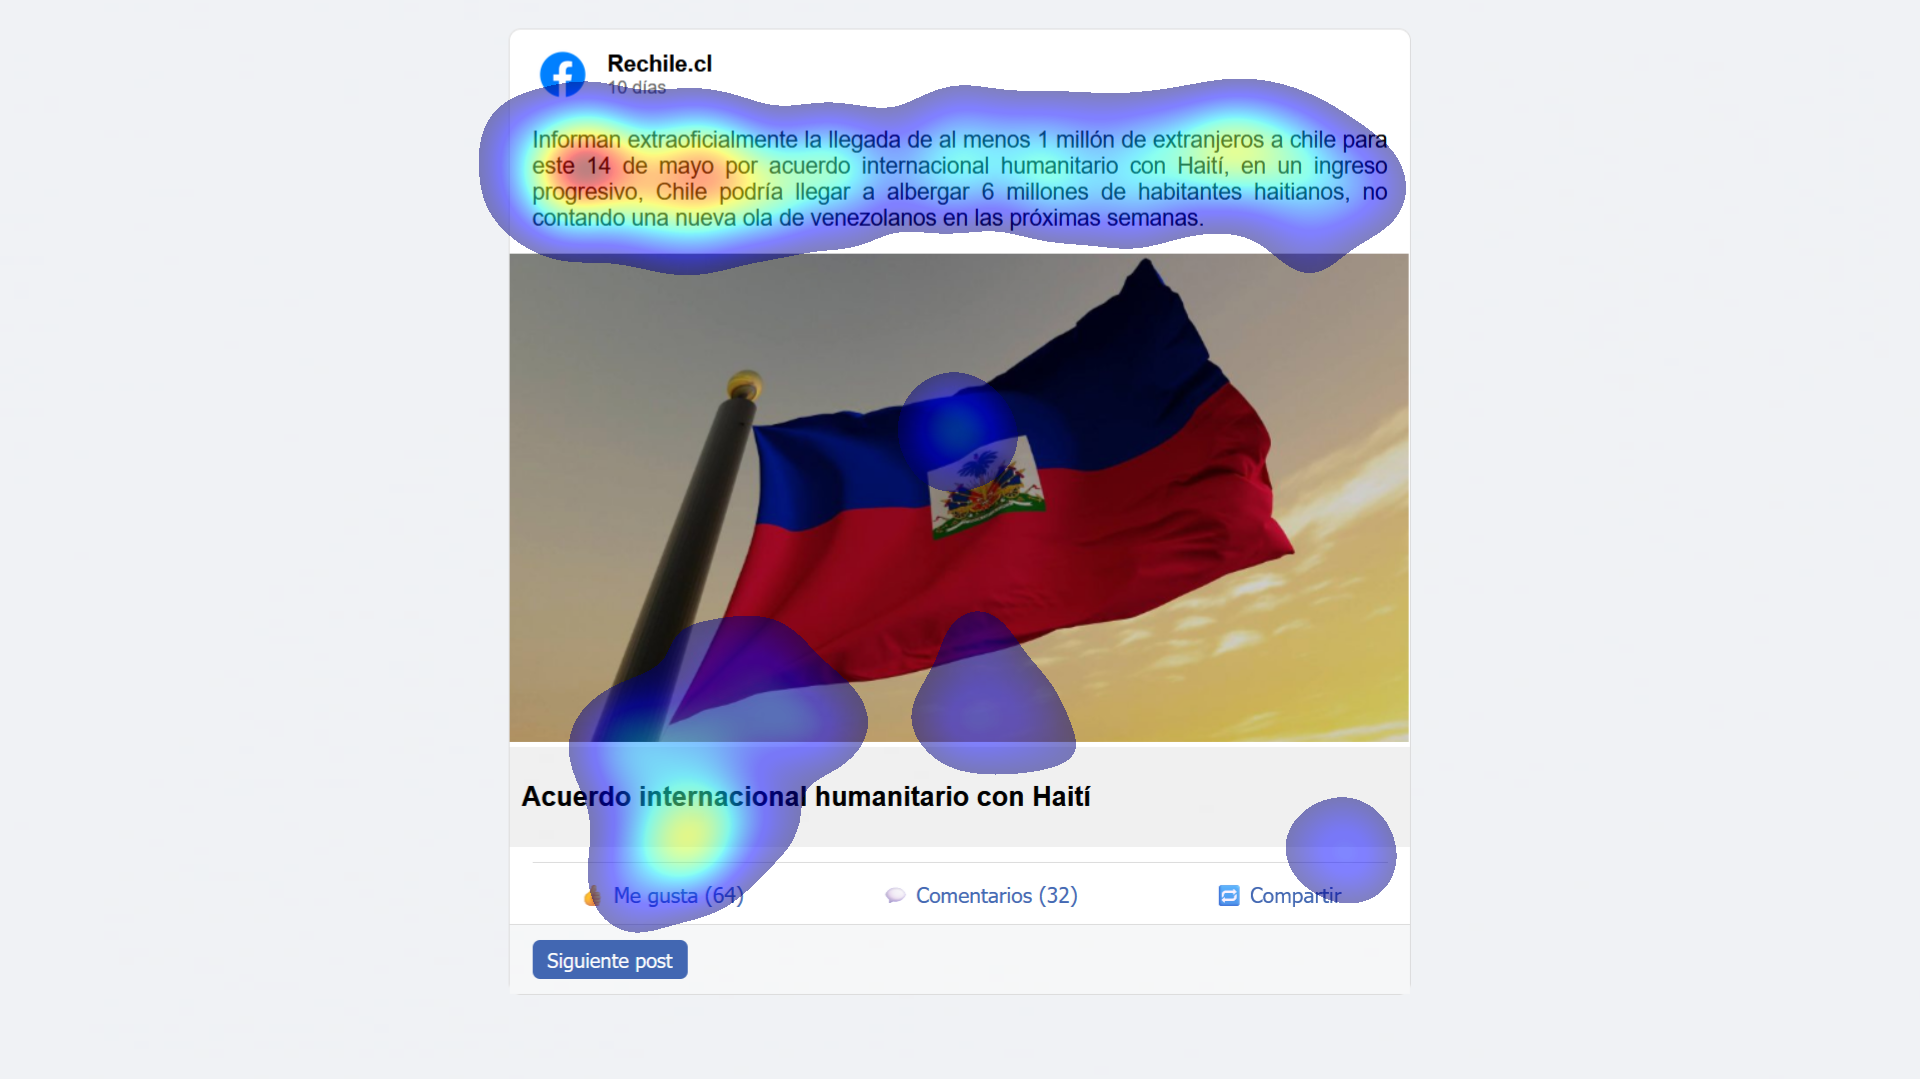 Rechile.cl
10 días
Informan extraoficialmente la llegada de al menos 1 millón de extranjeros a chile para
este 14 de mayo por acuerdo internacional humanitario con Haití, en un ingreso
progresivo, Chile podría llegar a albergar 6 millones de habitantes haitianos, no
contando una nueva ola de venezolanos en las próximas semanas.
Acuerdo internacional humanitario con Haití
Me gusta (64) Comentarios (32) Compartir
Siguiente post